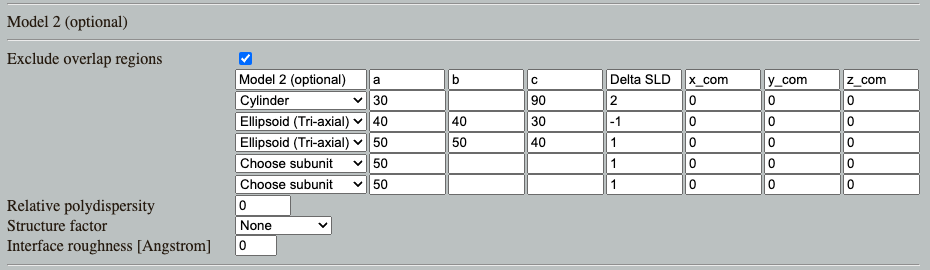 Model 2 (optional)
Exclude overlap regions
Model 2 (optional) a b c Delta SLD x_com y_com z_com
Cylinder 30 90 2 0 0 0
Ellipsoid (Tri-axial) 40 40 30 -1 0 0 0
Ellipsoid (Tri-axial) 50 50 40 1 0 0 0
Choose subunit 50 1 0 0 0
Choose subunit 50 1 0 0 0
Relative polydispersity 0
Structure factor None
Interface roughness [Angstrom] 0